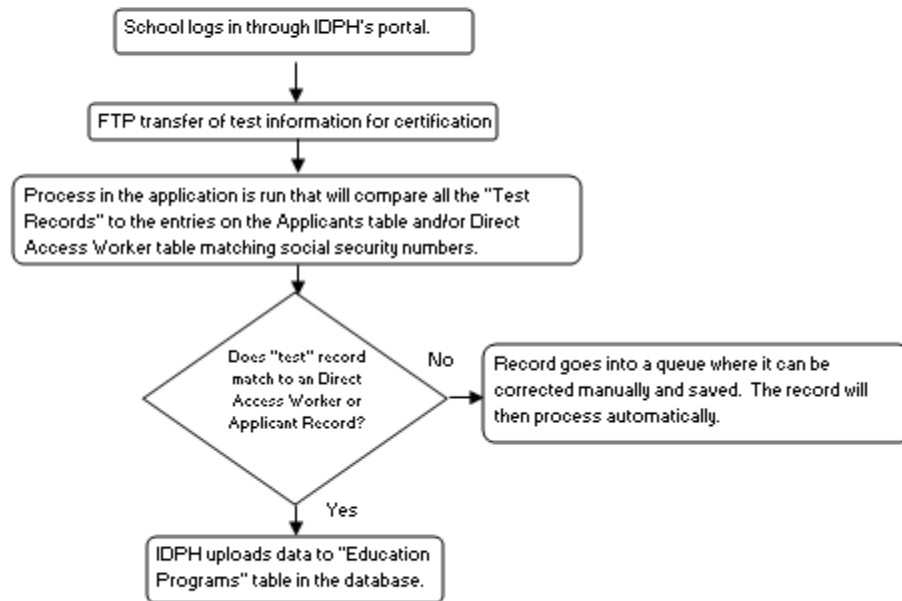 School logs in through IDPH's portal.
FTP transfer of test information for certification
Process in the application is run that will compare all the "Test
Records" to the entries on the Applicants table and/or Direct
Access Worker table matching social security numbers.
Does "test" record
match to an Direct
Access Worker or
Applicant Record?
No
Record goes into a queue where it can be
corrected manually and saved.  The record will
then process automatically.
Yes
IDPH uploads data to "Education
Programs" table in the database.